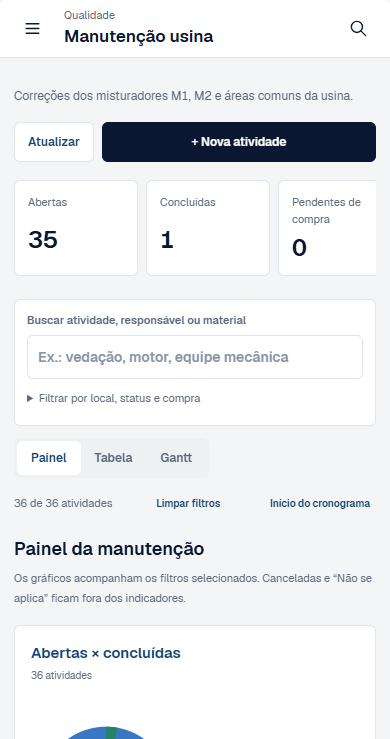 Qualidade
Manutenção usina
Correções dos misturadores M1, M2 e áreas comuns da usina.
Atualizar
+ Nova atividade
Abertas
35
Concluídas
1
Pendentes de
compra
0
Buscar atividade, responsável ou material
Ex.: vedação, motor, equipe mecânica
Filtrar por local, status e compra
Painel
Tabela
Gantt
36 de 36 atividades
Limpar filtros
Início do cronograma
Painel da manutenção
Os gráficos acompanham os filtros selecionados. Canceladas e “Não se
aplica” ficam fora dos indicadores.
Abertas × concluídas
36 atividades